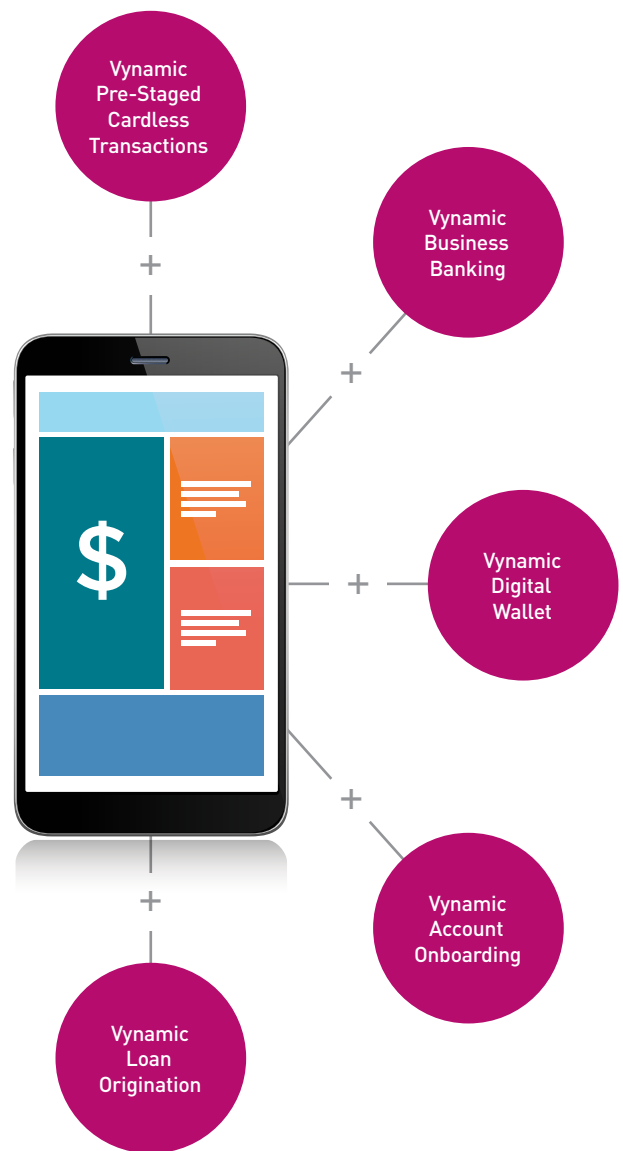 Vynamic
Pre-Staged
Cardless
Transactions
+
Vynamic
Business
Banking
+
$
+
Vynamic
Digital
Wallet
+
Vynamic
Account
Onboarding
+
Vynamic
Loan
Origination